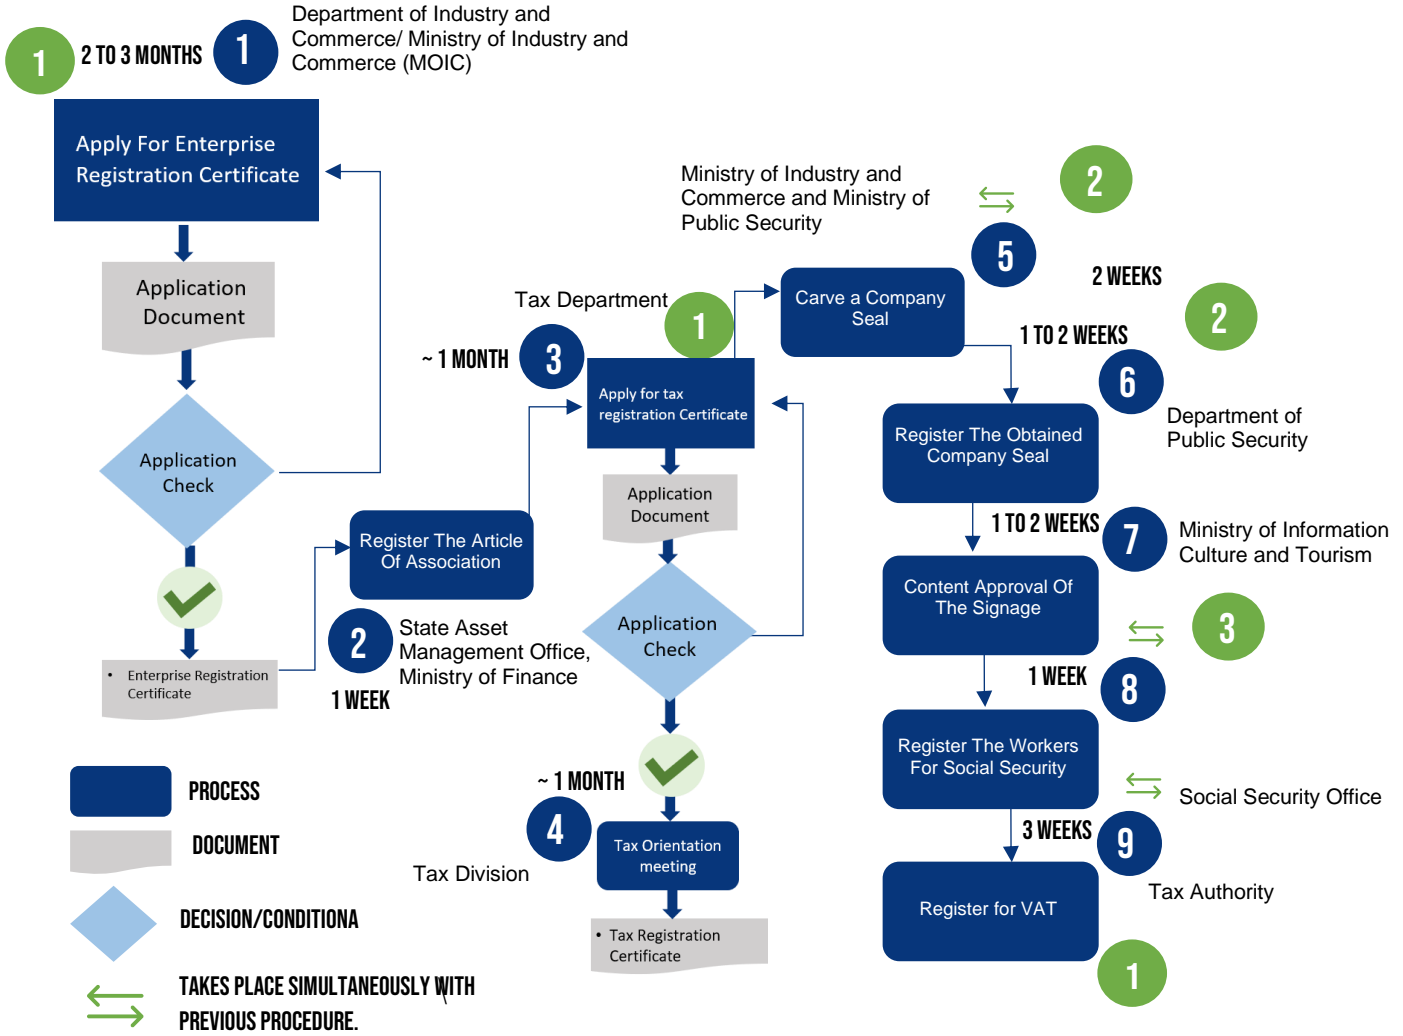 1
2 TO 3 MONTHS
1
Department of Industry and
Commerce/ Ministry of Industry and
Commerce (MOIC)
Apply For Enterprise
Registration Certificate
Application
Document
Application
Check
• Enterprise Registration
Certificate
Register The Article
Of Association
2
State Asset
Management Office,
Ministry of Finance
1 WEEK
Tax Department
1
~ 1 MONTH
3
Apply for tax
registration Certificate
Application
Document
Application
Check
~ 1 MONTH
4
Tax Division
Tax Orientation
meeting
• Tax Registration
Certificate
Ministry of Industry and
Commerce and Ministry of
Public Security
2
5
Carve a Company
Seal
2 WEEKS
2
1 TO 2 WEEKS
6
Department of
Public Security
Register The Obtained
Company Seal
1 TO 2 WEEKS
7
Ministry of Information
Culture and Tourism
Content Approval Of
The Signage
3
1 WEEK
8
Register The Workers
For Social Security
Social Security Office
3 WEEKS
9
Tax Authority
Register for VAT
1
PROCESS
DOCUMENT
DECISION/CONDITIONA
TAKES PLACE SIMULTANEOUSLY WITH
PREVIOUS PROCEDURE.